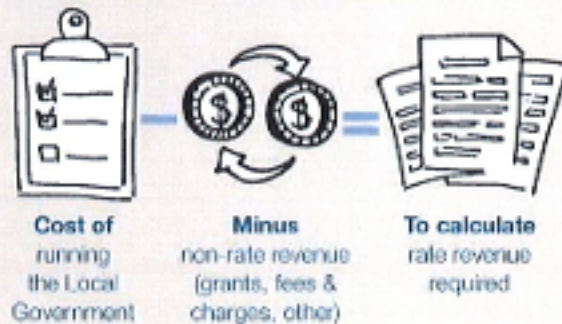 Cost of
running
the Local
Government
Minus
non-rate revenue
(grants, fees &
charges, other)
To calculate
rate revenue
required